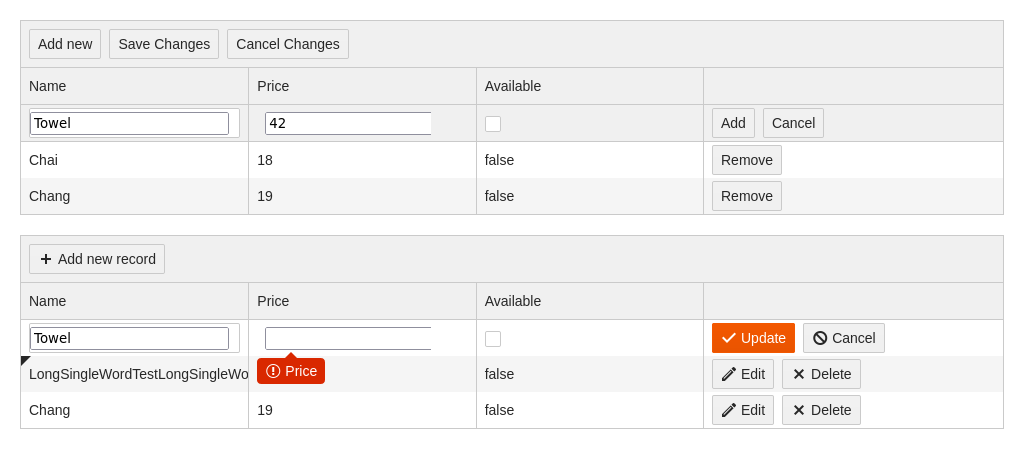 Add new Save Changes Cancel Changes
Name Price Available
Towel 42 Add Cancel
Chai 18 false Remove
Chang 19 false Remove
Add new record
Name Price Available
Towel Update Cancel
Price
LongSingleWordTestLongSingleWo false Edit Delete
Chang 19 false Edit Delete